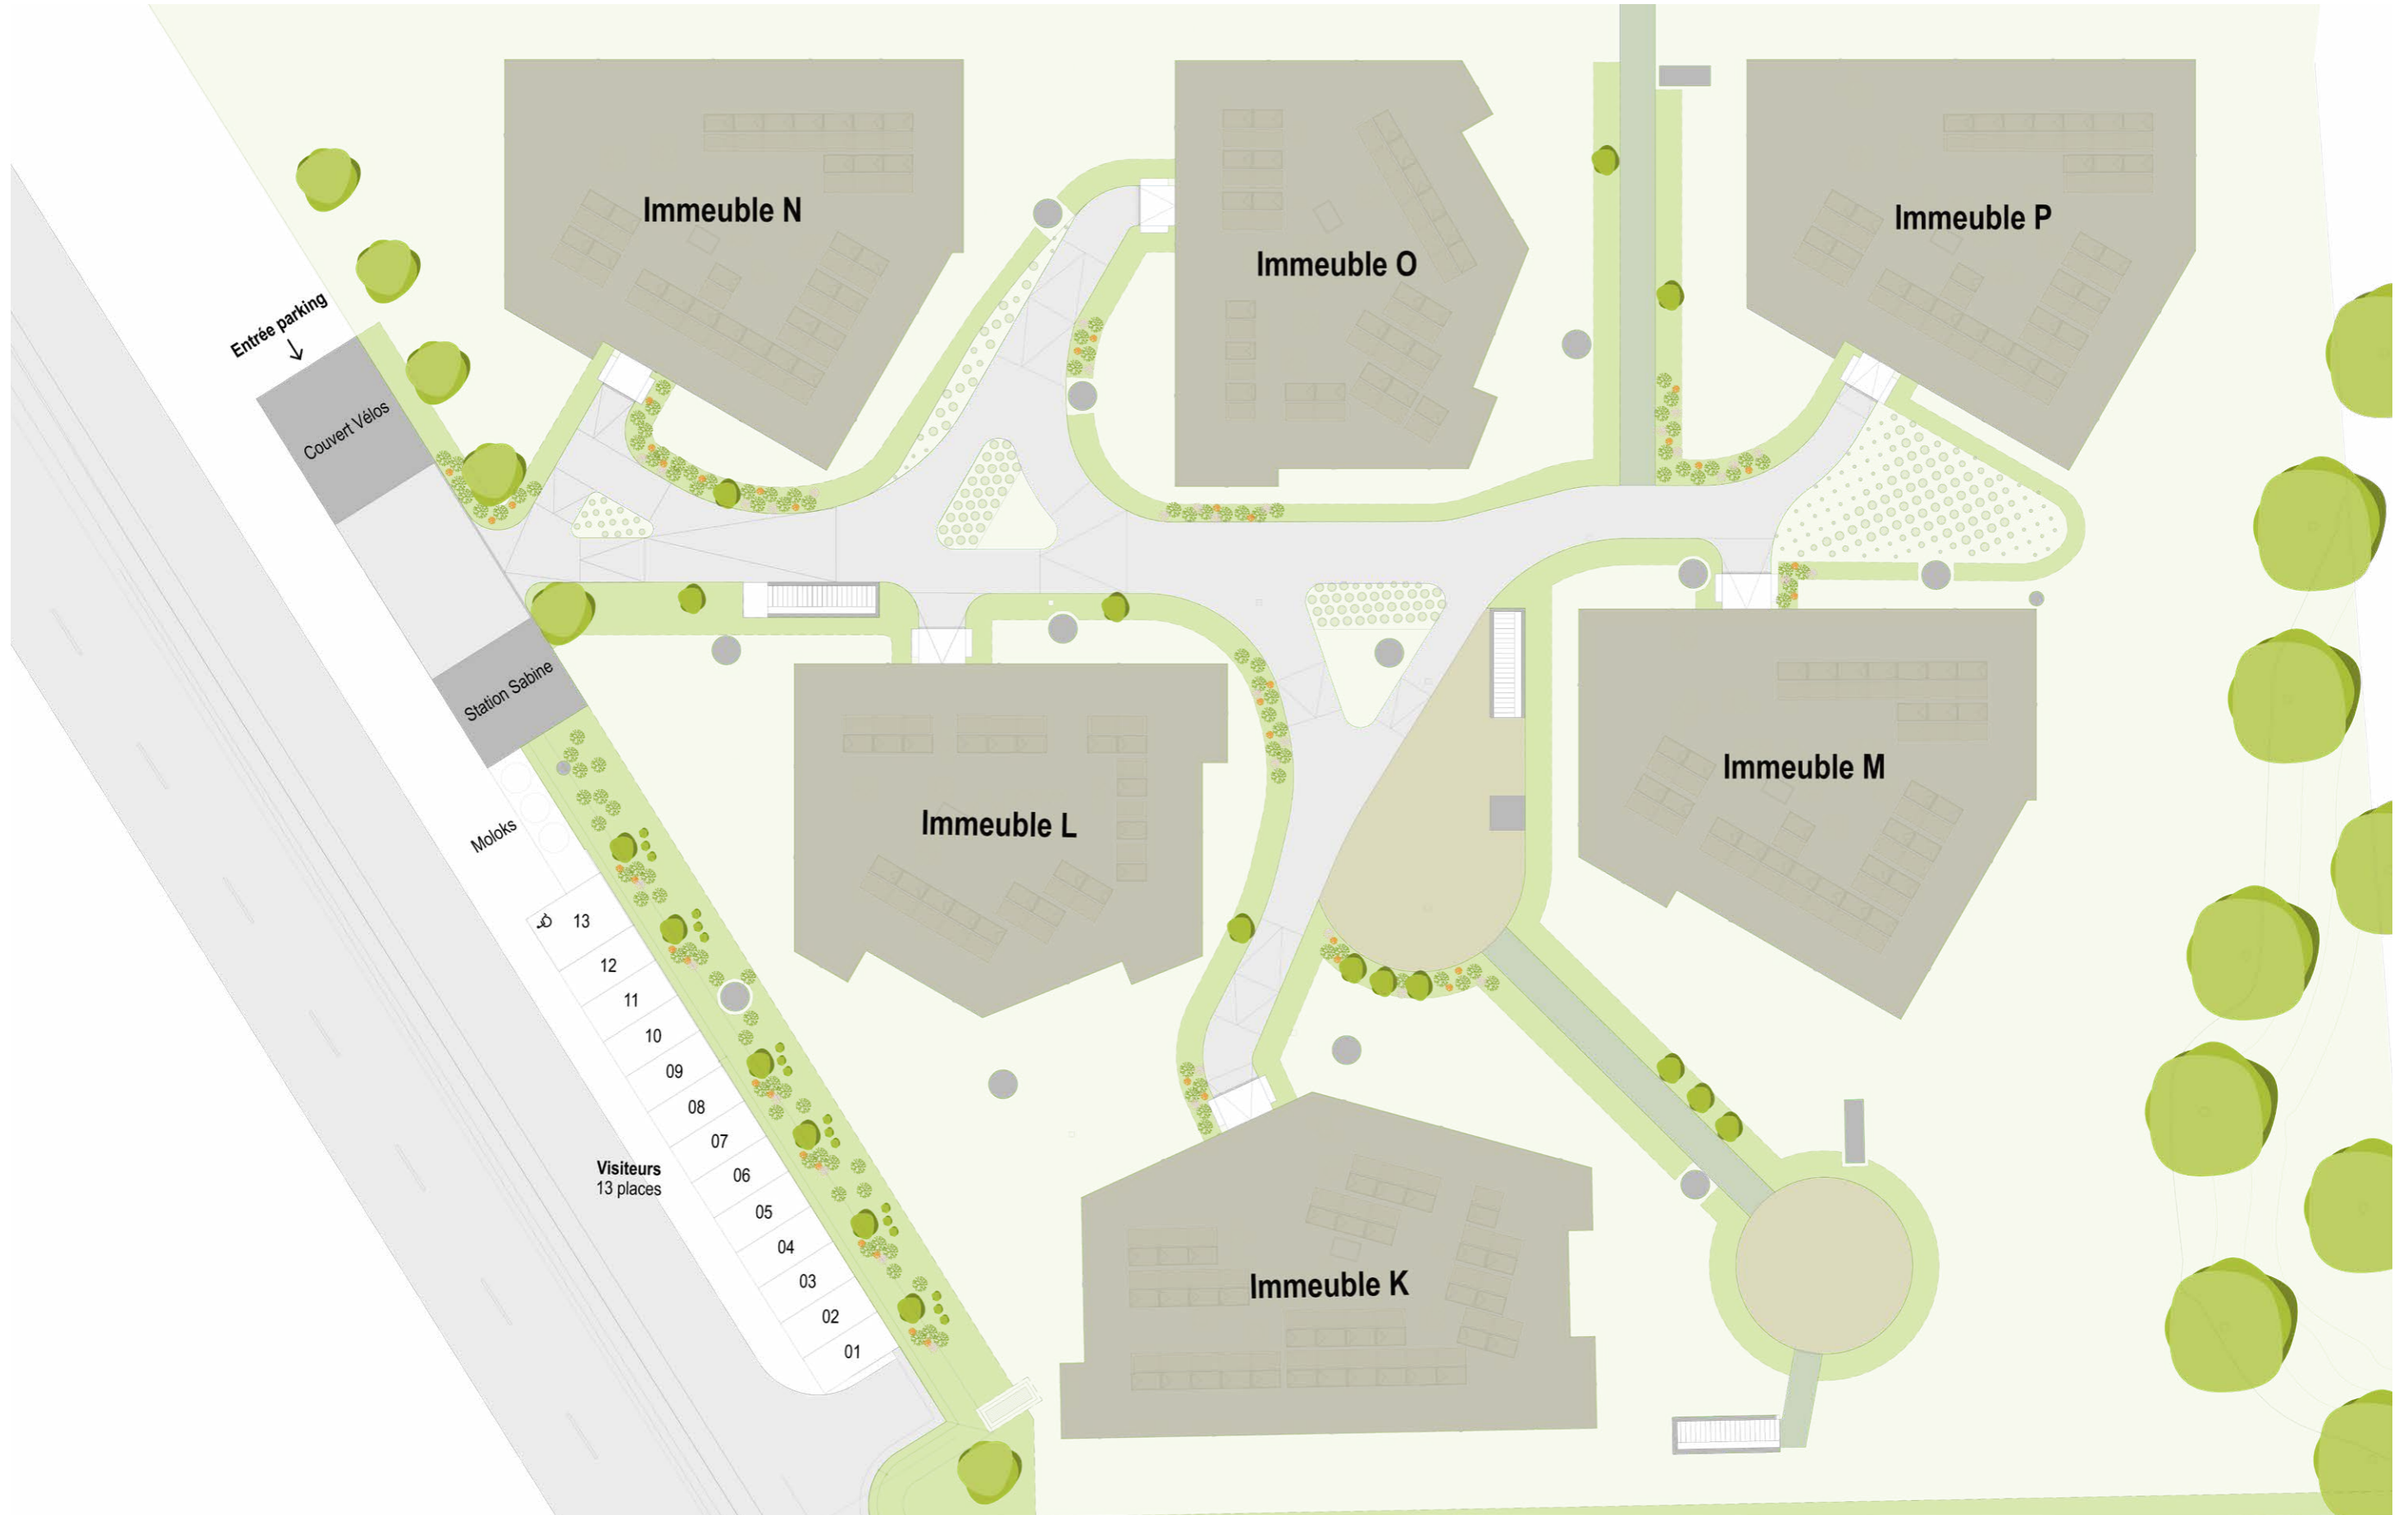 Immeuble N
Immeuble O
Immeuble P
Entrée parking
Couvert Vélos
Station Sabine
Moloks
Immeuble L
Immeuble M
13
12
11
10
09
08
07
06
05
04
03
02
01
Visiteurs
13 places
Immeuble K